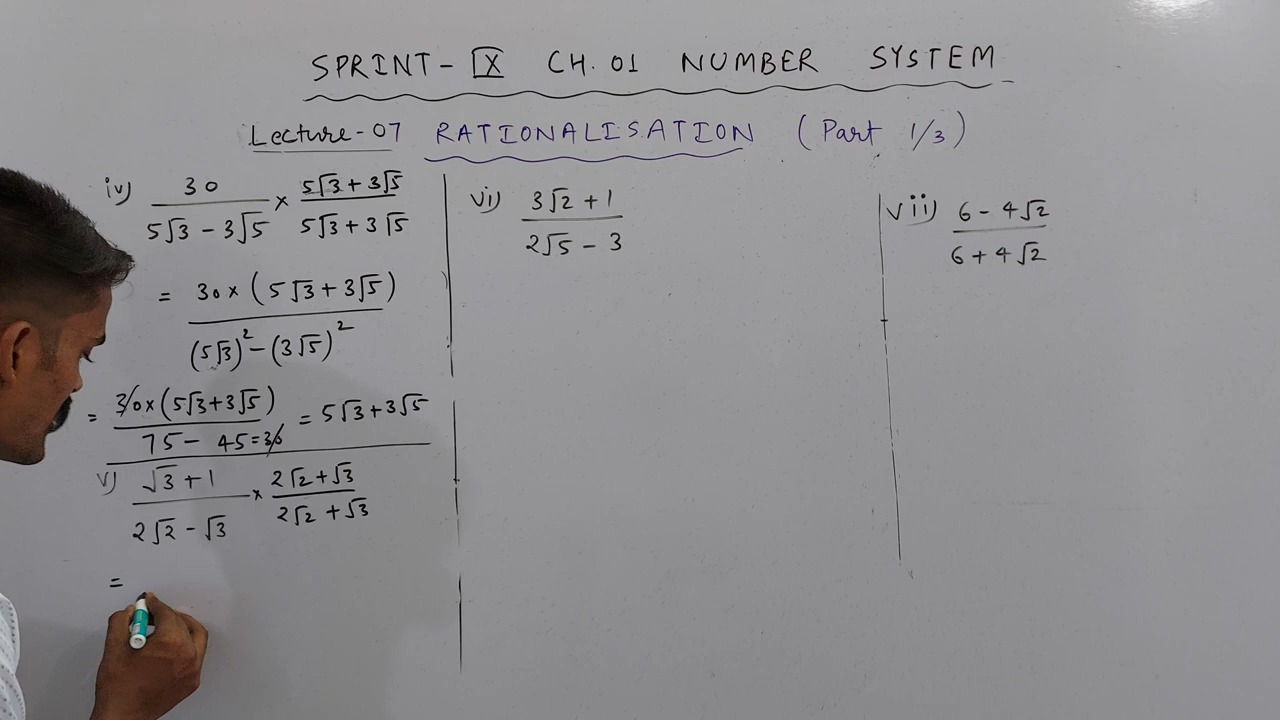 SPRINT - IX CH. 01 NUMBER SYSTEM
Lecture - 07 RATIONALISATION (Part 1/3)
iv) 30 / (5√3 - 3√5) × (5√3 + 3√5) / (5√3 + 3√5)
= 30 × (5√3 + 3√5) / (5√3)² - (3√5)²
= 30 × (5√3 + 3√5) / 75 - 45 = 30 = 5√3 + 3√5
v) (√3 + 1) / (2√2 - √3) × (2√2 + √3) / (2√2 + √3)
=
vi) (3√2 + 1) / (2√5 - 3)
vii) (6 - 4√2) / (6 + 4√2)